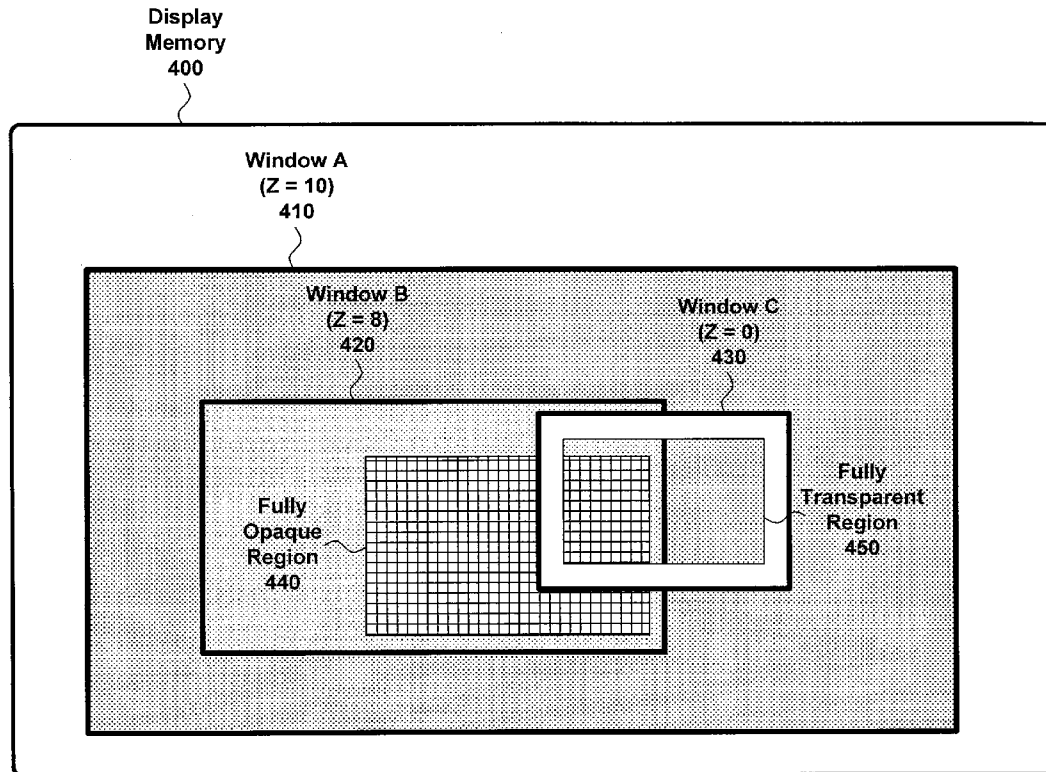 Display
Memory
400
Window A
(Z = 10)
410
Window B
(Z = 8)
420
Window C
(Z = 0)
430
Fully
Opaque
Region
440
Fully
Transparent
Region
450